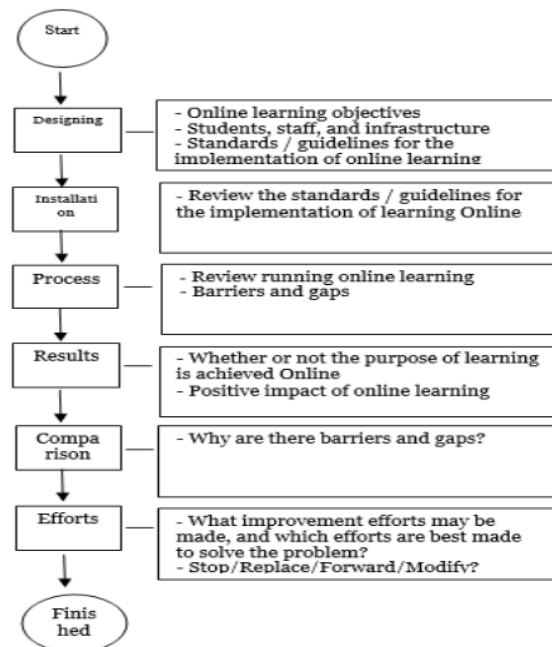 Start
Designing
- Online learning objectives
- Students, staff, and infrastructure
- Standards / guidelines for the
implementation of online learning
Installati
on
- Review the standards / guidelines for
the implementation of learning Online
Process
- Review running online learning
- Barriers and gaps
Results
- Whether or not the purpose of learning
is achieved Online
- Positive impact of online learning
Compa
rison
- Why are there barriers and gaps?
Efforts
- What improvement efforts may be
made, and which efforts are best made
to solve the problem?
- Stop/Replace/Forward/Modify?
Finis
hed